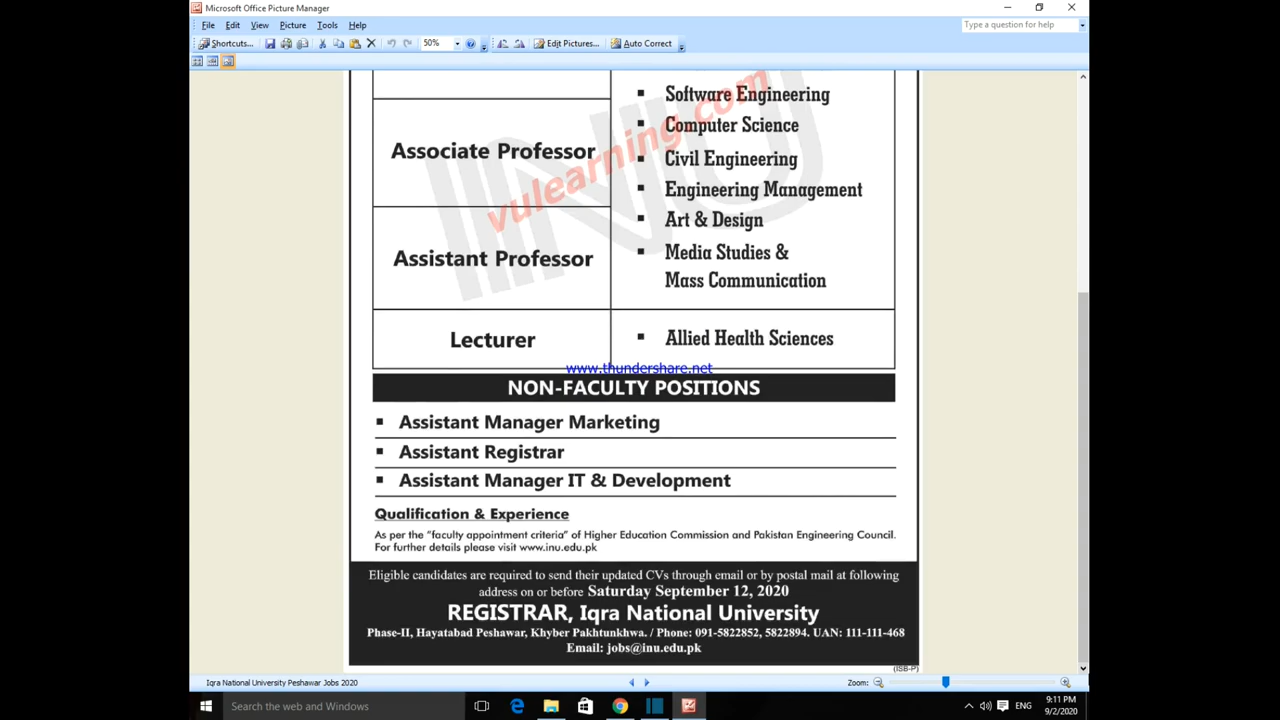 Microsoft Office Picture Manager
File Edit View Picture Tools Help
Type a question for help
Shortcuts... 50% Edit Pictures... Auto Correct
Software Engineering
Computer Science
Associate Professor
Civil Engineering
Engineering Management
Art & Design
Assistant Professor
Media Studies &
Mass Communication
INU
vulearning.com
Lecturer
Allied Health Sciences
www.thundershare.net
NON-FACULTY POSITIONS
Assistant Manager Marketing
Assistant Registrar
Assistant Manager IT & Development
Qualification & Experience
As per the "faculty appointment criteria" of Higher Education Commission and Pakistan Engineering Council.
For further details please visit www.inu.edu.pk
Eligible candidates are required to send their updated CVs through email or by postal mail at following
address on or before Saturday September 12, 2020
REGISTRAR, Iqra National University
Phase-II, Hayatabad Peshawar, Khyber Pakhtunkhwa. / Phone: 091-5822852, 5822894. UAN: 111-111-468
Email: jobs@inu.edu.pk
(ISB-P)
Iqra National University Peshawar Jobs 2020
Zoom:
Search the web and Windows
ENG
9:11 PM
9/2/2020